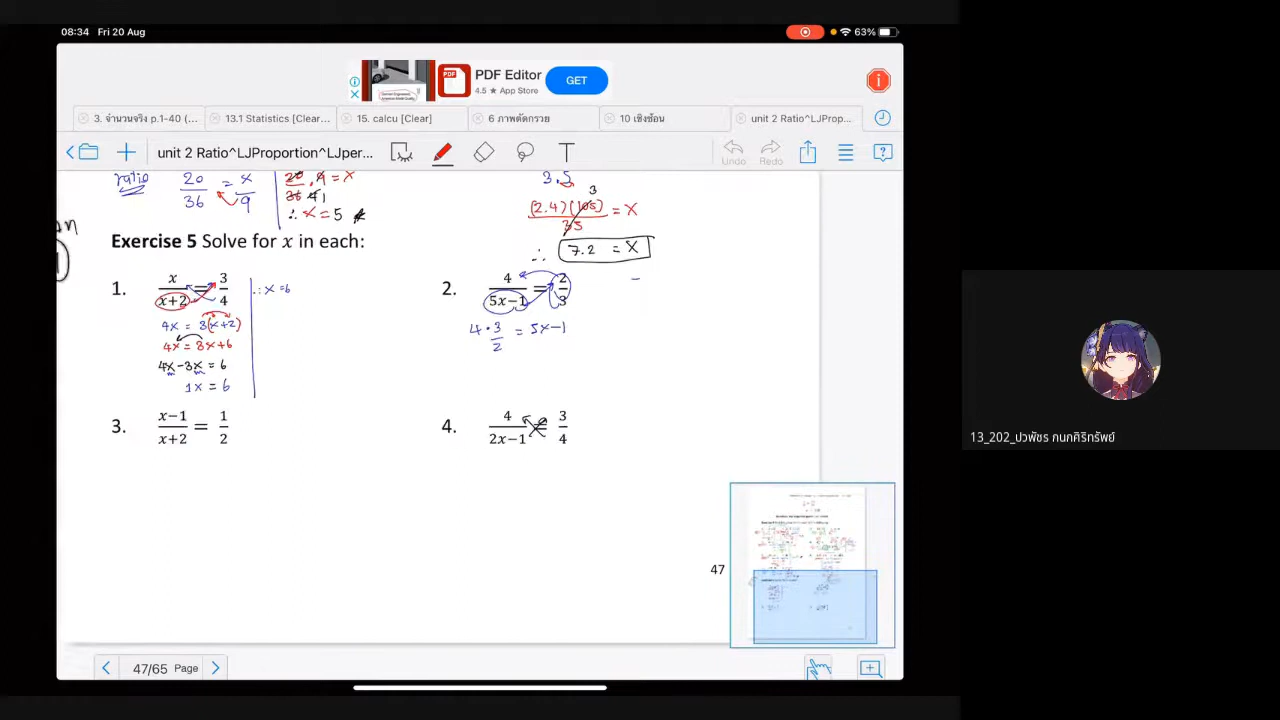 08:34 Fri 20 Aug
63%
PDF Editor
4.5 ★ App Store
GET
3. จำนวนจริง p.1-40 (...
13.1 Statistics [Clear...
15. calcu [Clear]
6 ภาพตัดกรวย
10 เชิงซ้อน
unit 2 Ratio^LJProp...
unit 2 Ratio^LJProportion^LJper...
Undo
Redo
ratio 20/36 = x/9
∴ x = 5
3.5
(2.4)(105)/35 = x
3
∴ 7.2 = x
Exercise 5 Solve for x in each:
1. x/(x+2) = 3/4
∴ x = 6
4x = 3(x+2)
4x = 3x+6
4x-3x = 6
1x = 6
2. 4/(5x−1) = 2/3
4·3/2 = 5x−1
3. (x−1)/(x+2) = 1/2
4. 4/(2x−1) = 3/4
47
47/65 Page
13_202_ปวพัชร กนกศิริทรัพย์